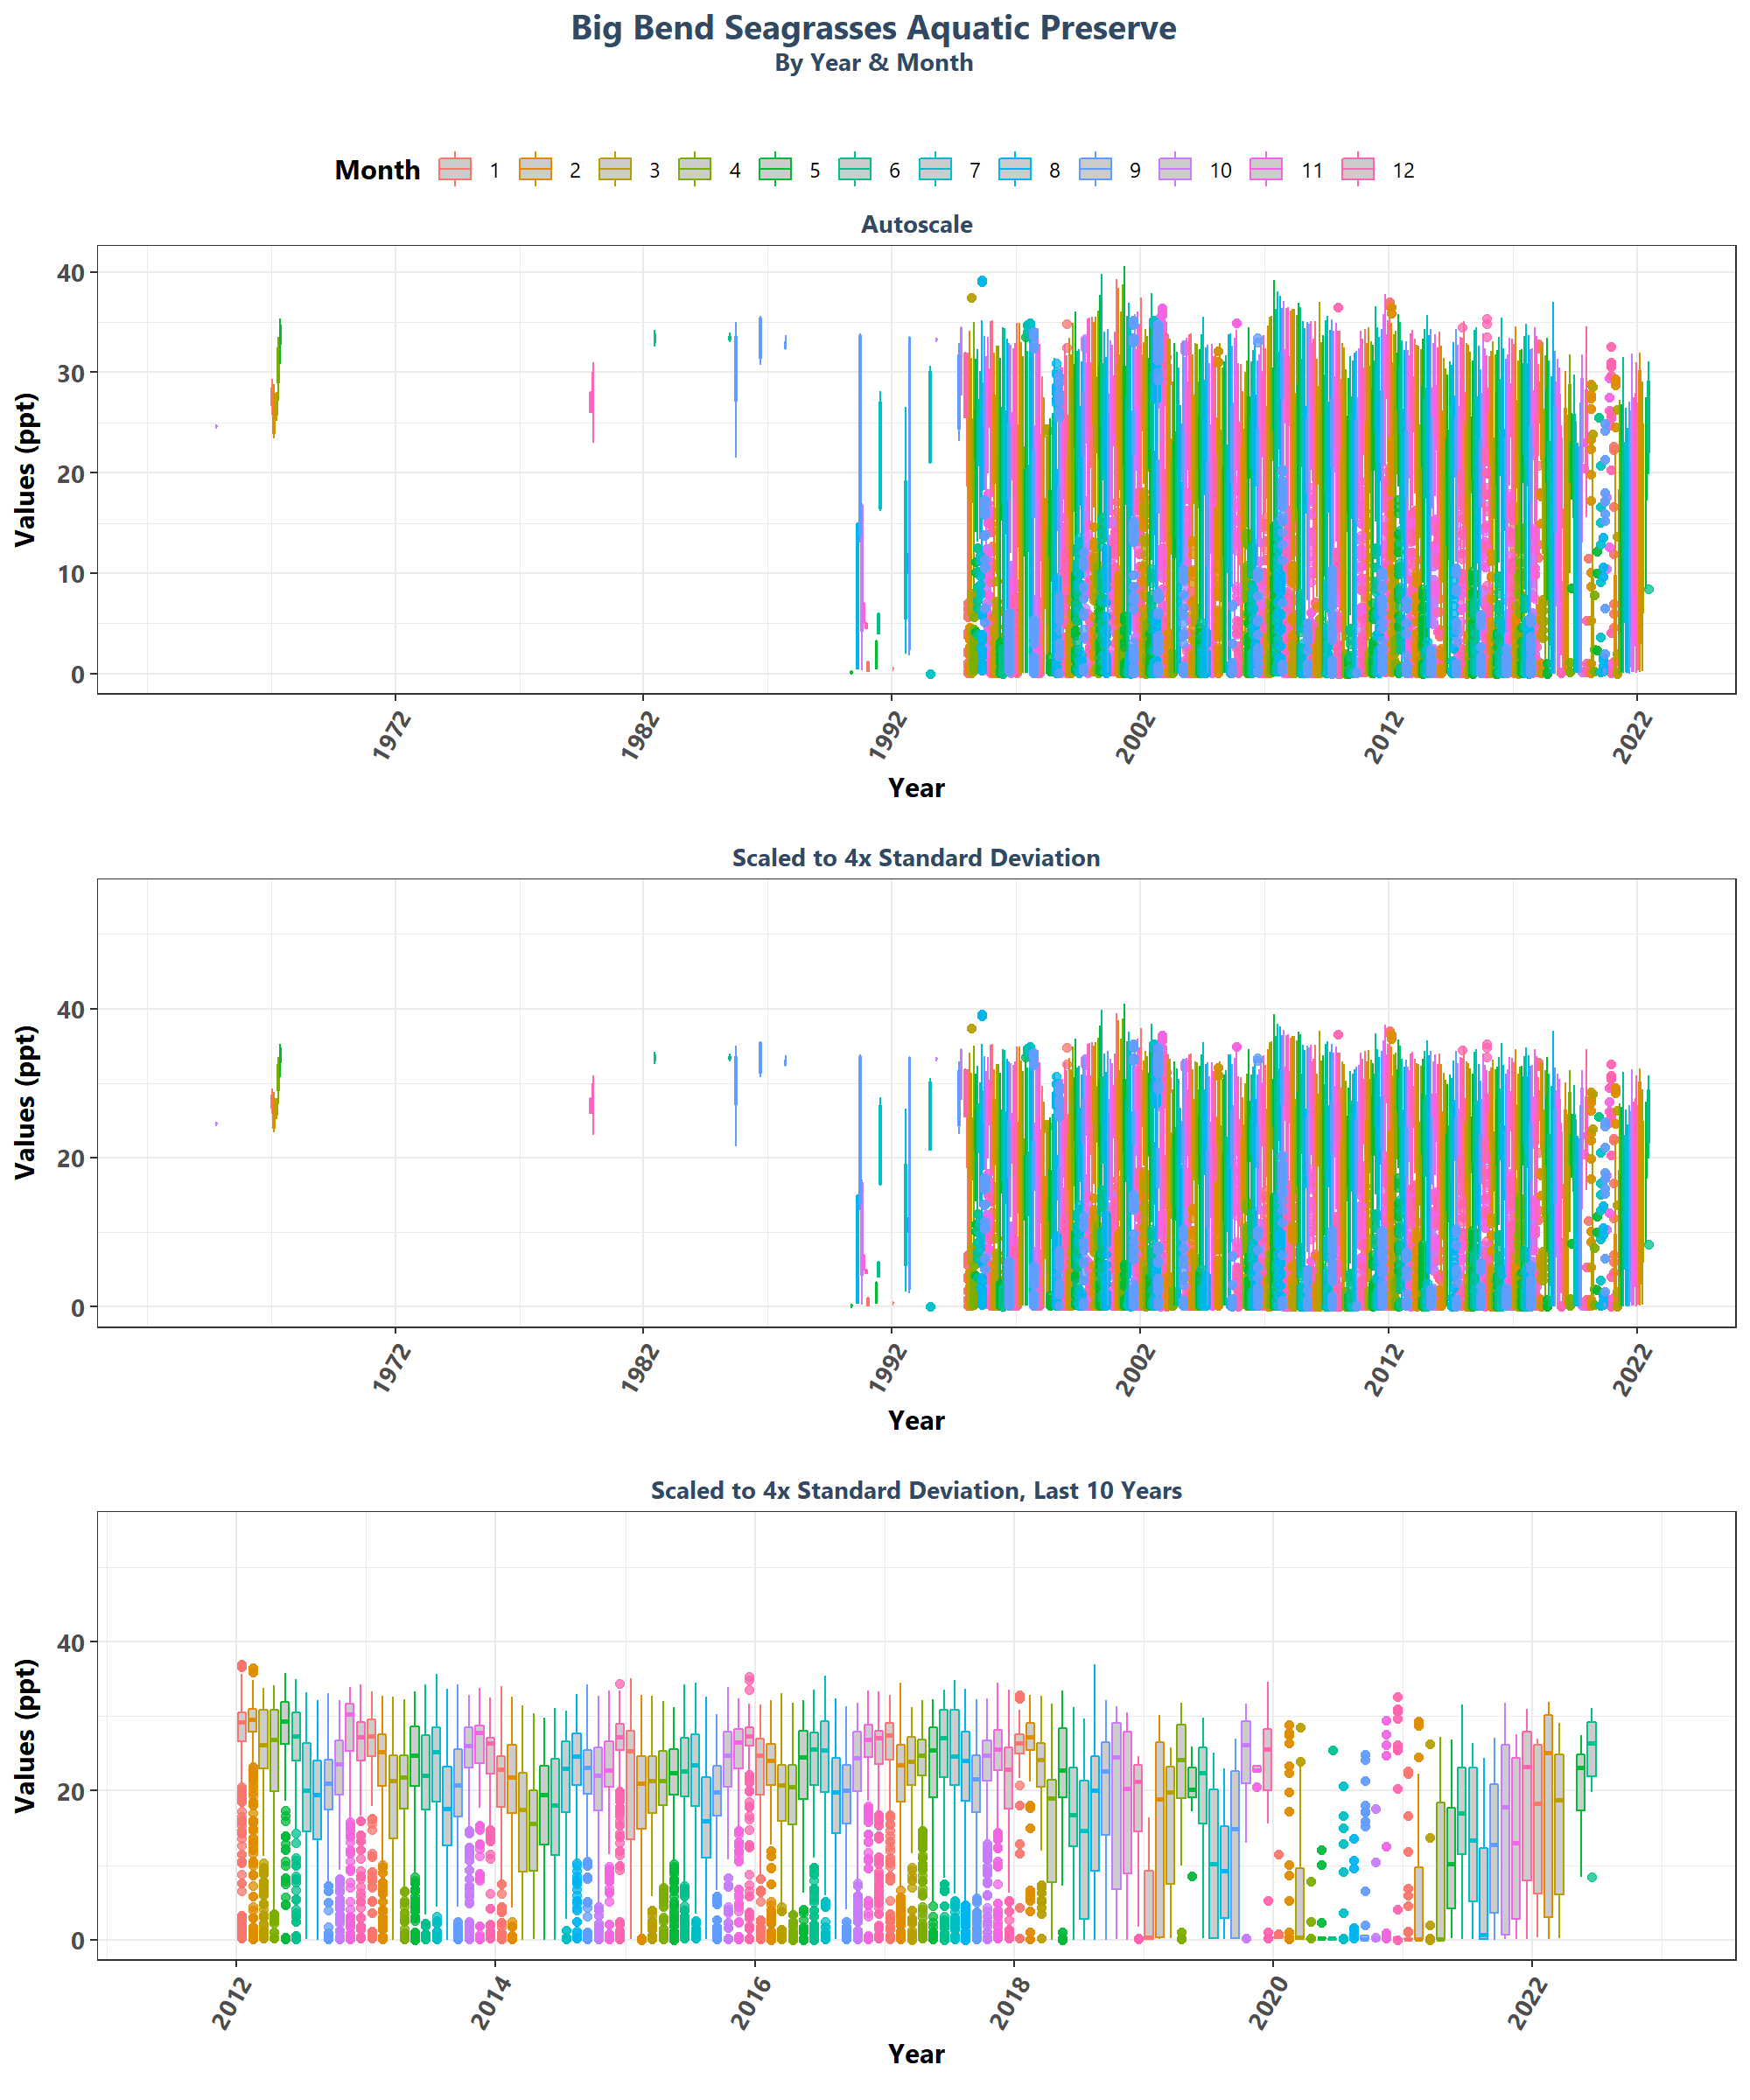 Big Bend Seagrasses Aquatic Preserve
By Year & Month
Month 1 2 3 4 5 6 7 8 9 10 11 12
Autoscale
Values (ppt)
40
30
20
10
0
1972 1982 1992 2002 2012 2022
Year
Scaled to 4x Standard Deviation
Values (ppt)
40
20
0
1972 1982 1992 2002 2012 2022
Year
Scaled to 4x Standard Deviation, Last 10 Years
Values (ppt)
40
20
0
2012 2014 2016 2018 2020 2022
Year